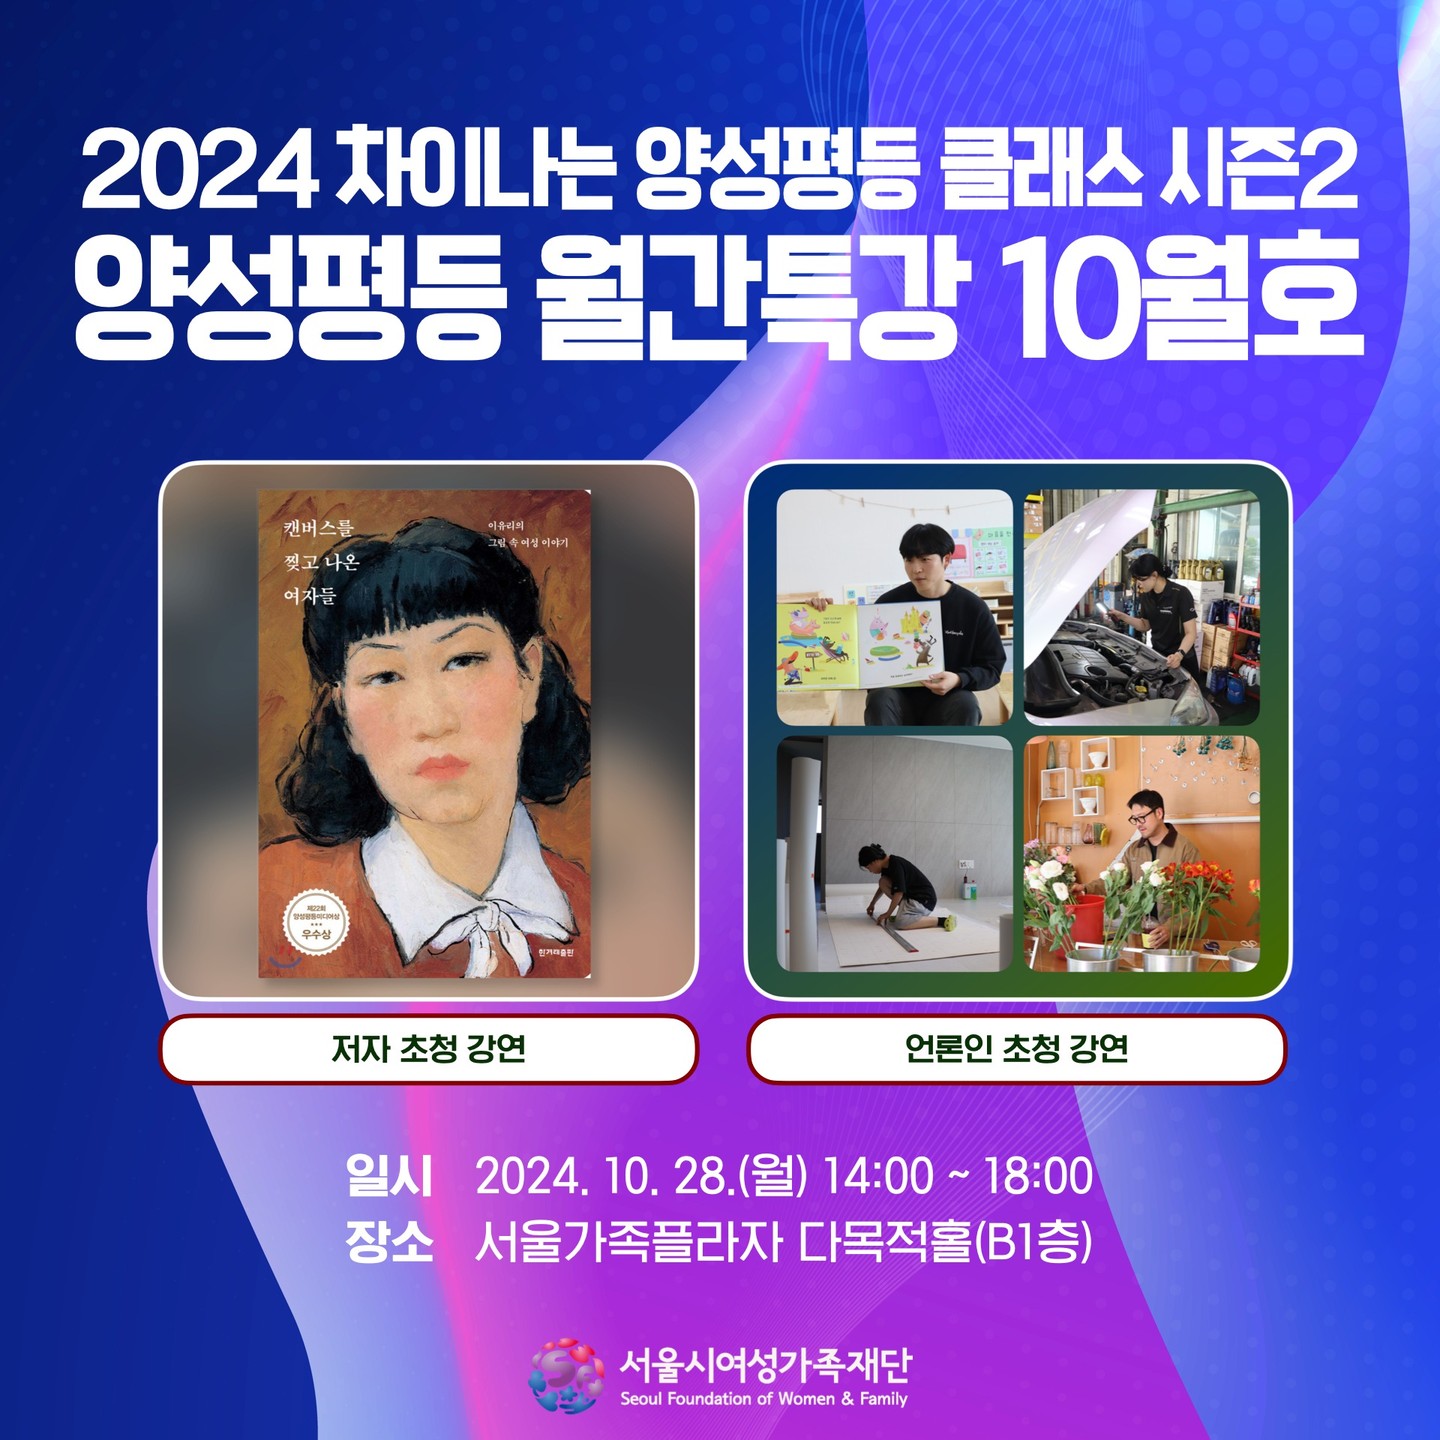 2024 차이나는 양성평등 클래스 시즌2
양성평등 월간특강 10월호
캔버스를
찢고 나온
여자들
이유리의
그림 속 여성 이야기
제22회
양성평등미디어상
우수상
한겨레출판
저자 초청 강연
언론인 초청 강연
일시 2024. 10. 28.(월) 14:00 ~ 18:00
장소 서울가족플라자 다목적홀(B1층)
서울시여성가족재단
Seoul Foundation of Women & Family